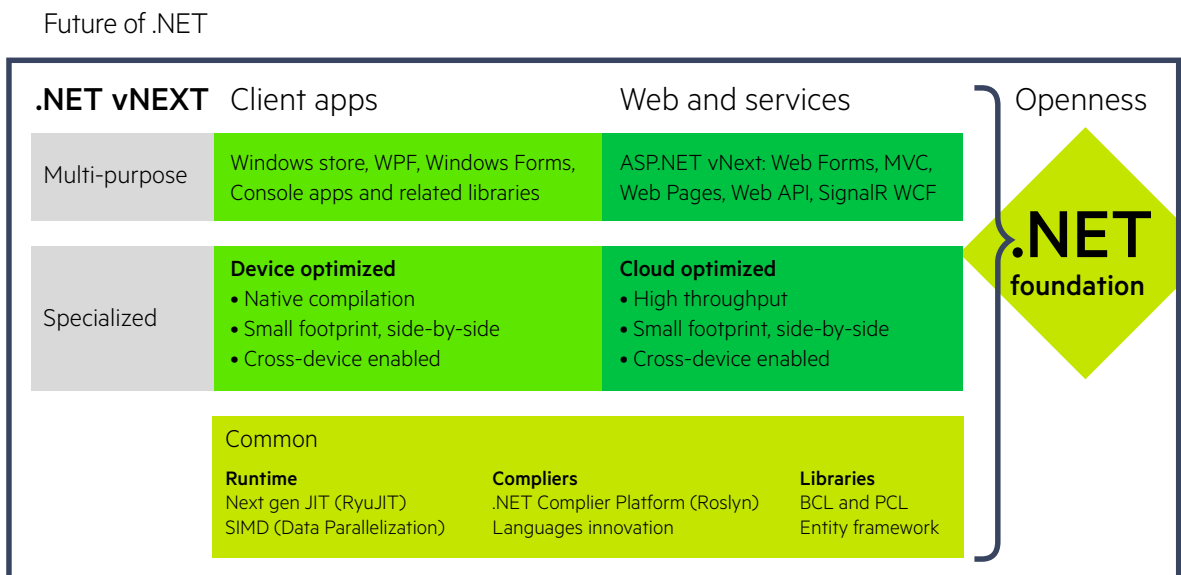 Future of .NET
.NET vNEXT
Client apps
Web and services
Openness
Multi-purpose
Windows store, WPF, Windows Forms,
Console apps and related libraries
ASP.NET vNext: Web Forms, MVC,
Web Pages, Web API, SignalR WCF
.NET
foundation
Specialized
Device optimized
• Native compilation
• Small footprint, side-by-side
• Cross-device enabled
Cloud optimized
• High throughput
• Small footprint, side-by-side
• Cross-device enabled
Common
Runtime
Next gen JIT (RyuJIT)
SIMD (Data Parallelization)
Compliers
.NET Complier Platform (Roslyn)
Languages innovation
Libraries
BCL and PCL
Entity framework